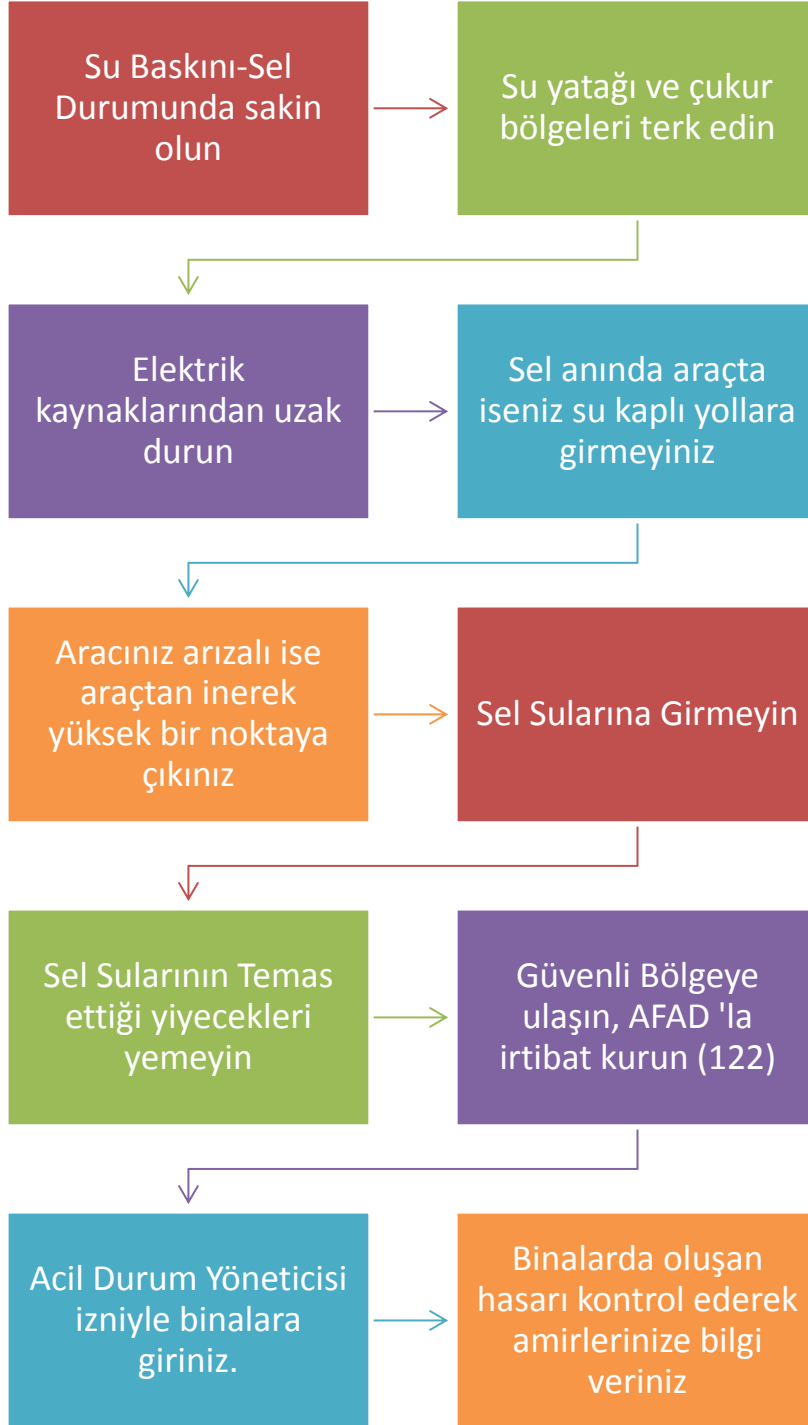 Su Baskını-Sel
Durumunda sakin
olun
Su yatağı ve çukur
bölgeleri terk edin
Elektrik
kaynaklarından uzak
durun
Sel anında araçta
iseniz su kaplı yollara
girmeyiniz
Aracınız arızalı ise
araçtan inerek
yüksek bir noktaya
çıkınız
Sel Sularına Girmeyin
Sel Sularının Temas
ettiği yiyecekleri
yemeyin
Güvenli Bölgeye
ulaşın, AFAD 'la
irtibat kurun (122)
Acil Durum Yöneticisi
izniyle binalara
giriniz.
Binalarda oluşan
hasarı kontrol ederek
amirlerinize bilgi
veriniz